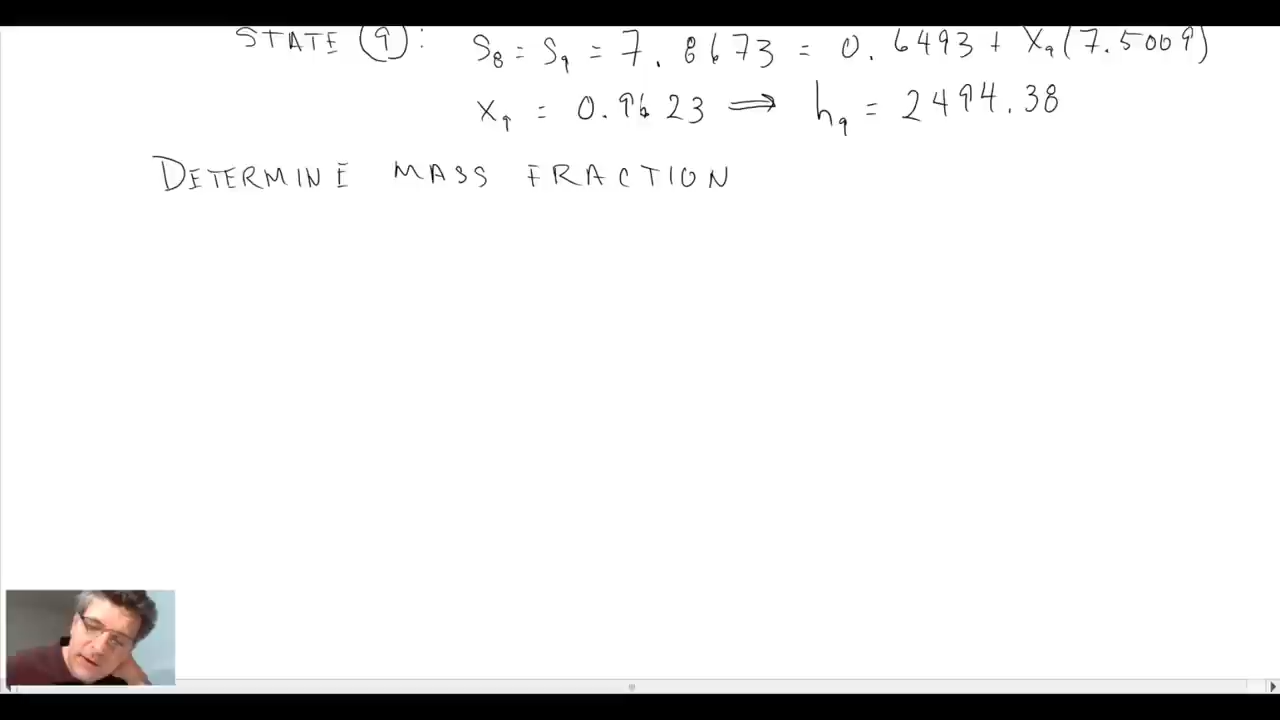 STATE (9): S8 = S9 = 7.8673 = 0.6493 + X9(7.5009)
X9 = 0.9623 ⟹ h9 = 2494.38
DETERMINE MASS FRACTION